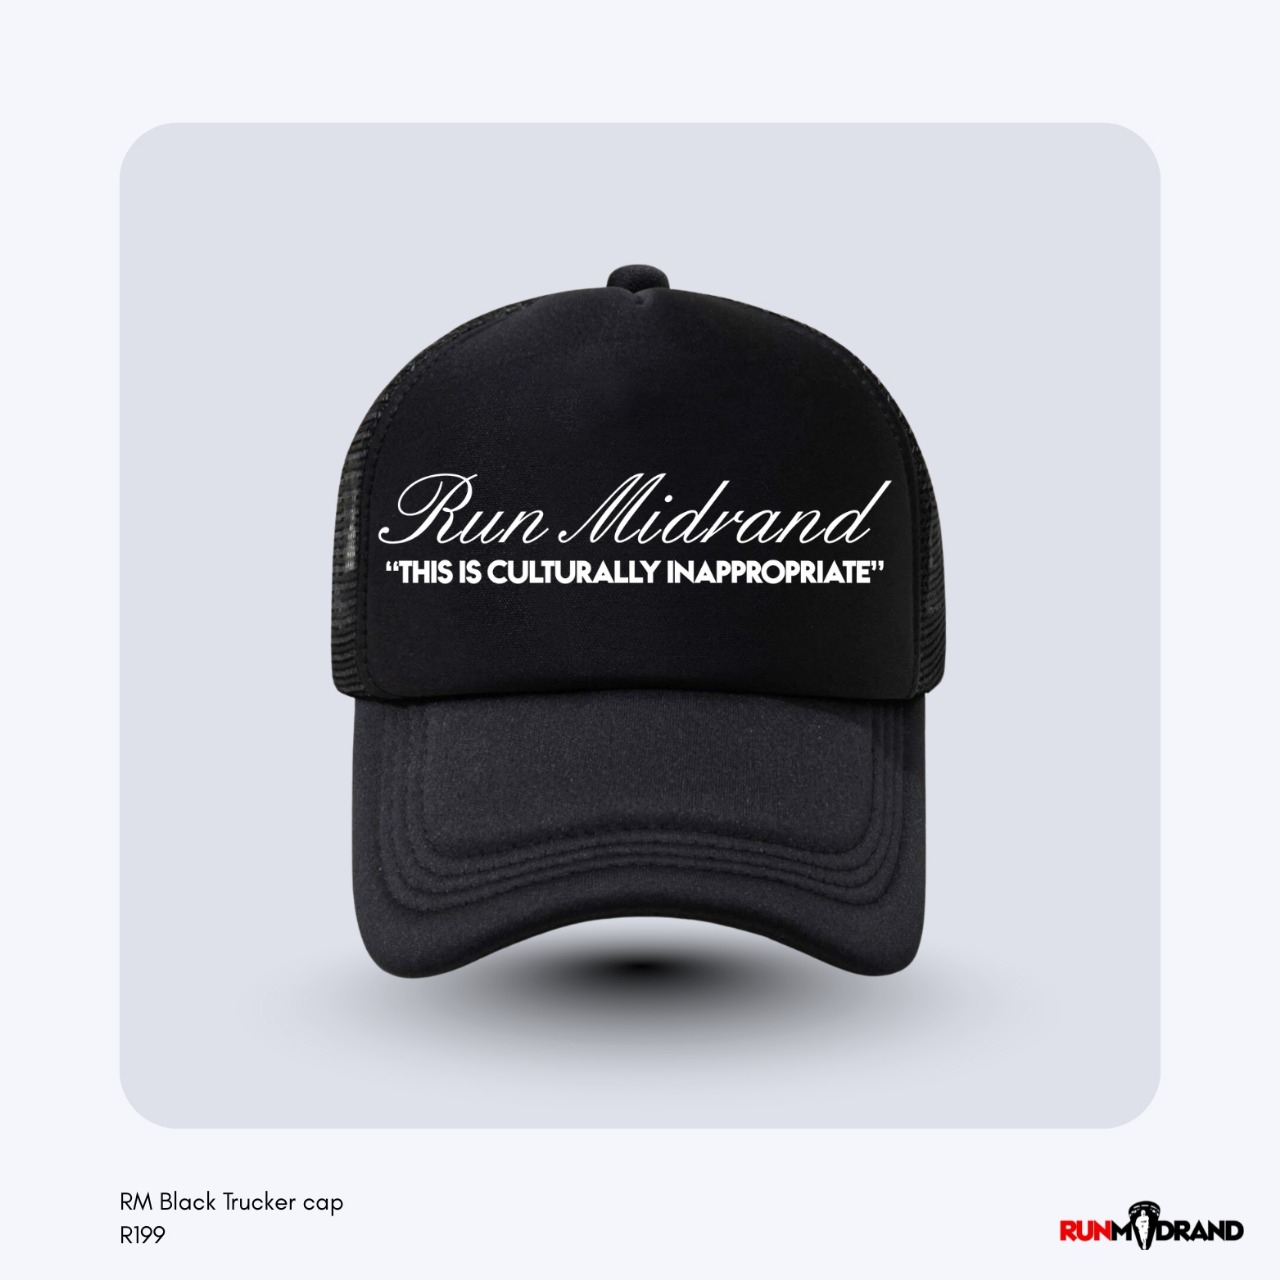 Run Midrand
“THIS IS CULTURALLY INAPPROPRIATE”
RM Black Trucker cap
R199
RUNMIDRAND